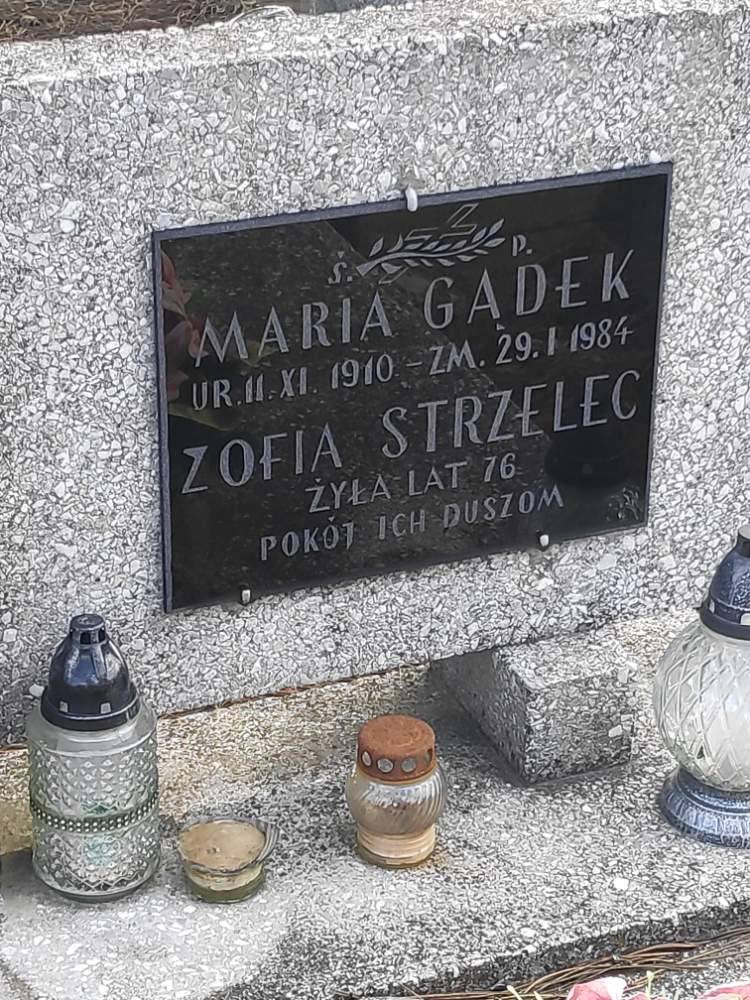 Ś. P.
MARIA GĄDEK
UR. 11. XI. 1910 - ZM. 29. I 1984
ZOFIA STRZELEC
ŻYŁA LAT 76
POKÓJ ICH DUSZOM